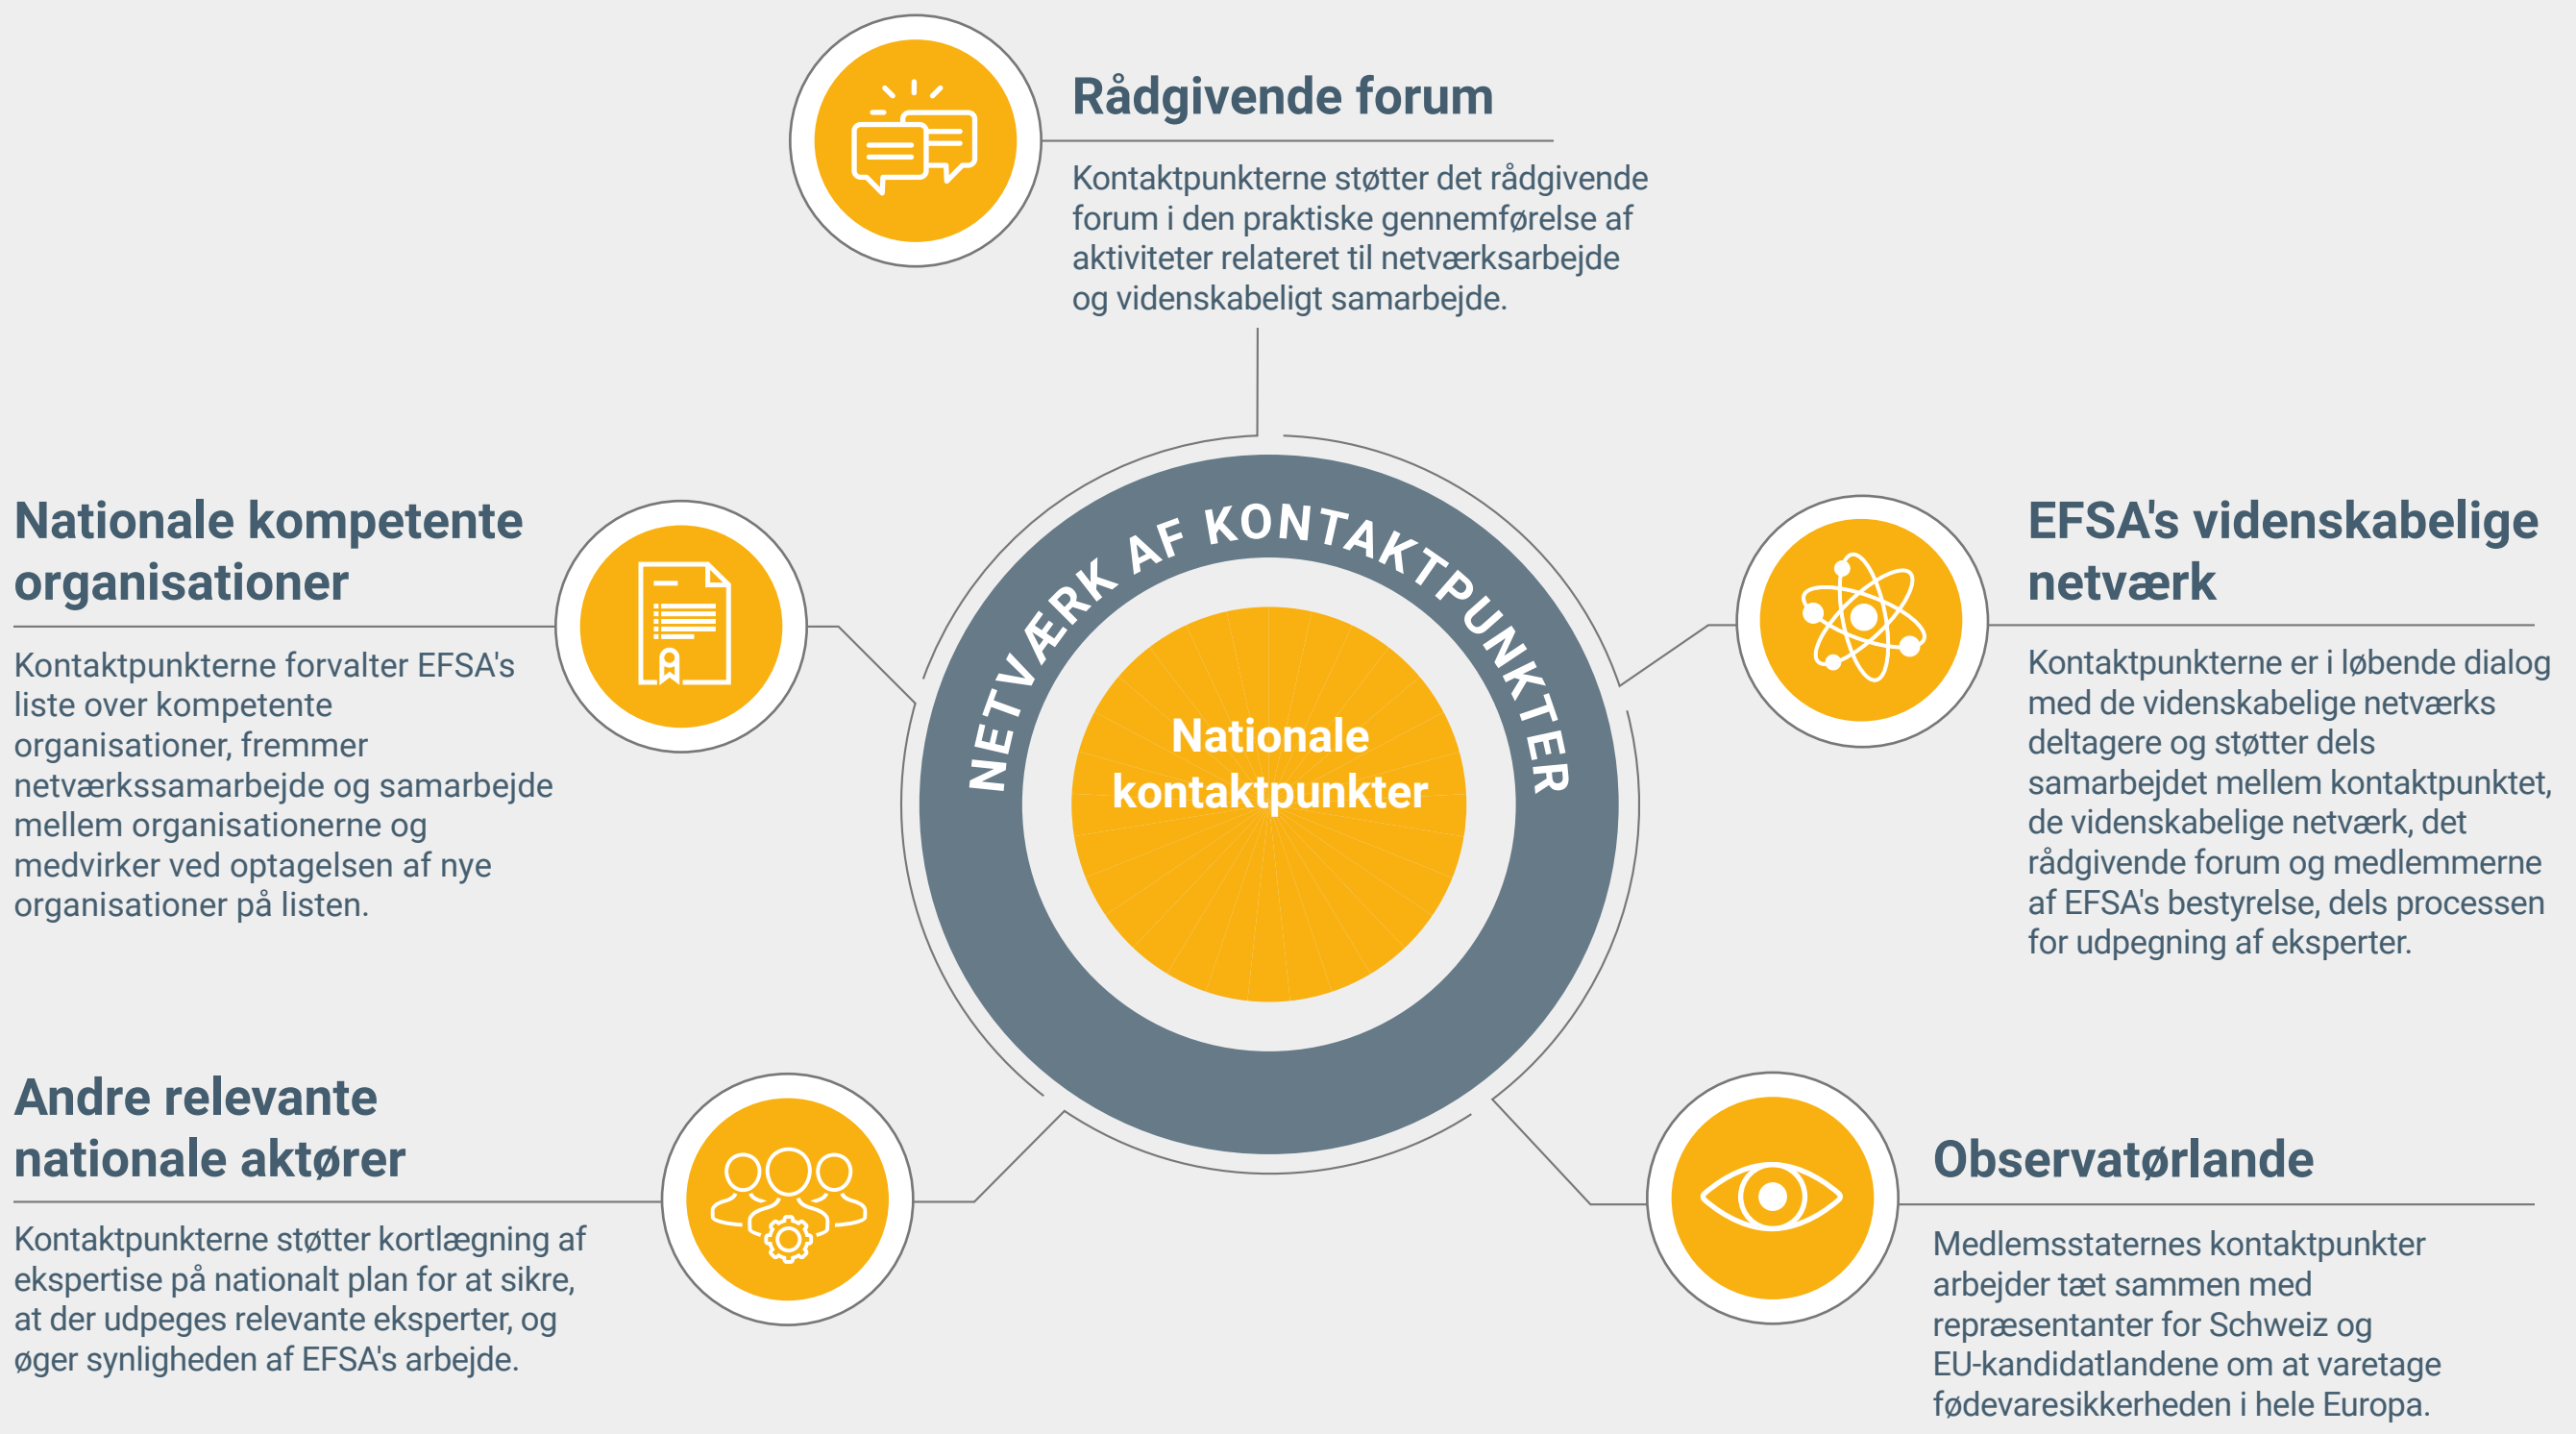 Rådgivende forum
Kontaktpunkterne støtter det rådgivende
forum i den praktiske gennemførelse af
aktiviteter relateret til netværksarbejde
og videnskabeligt samarbejde.
Nationale kompetente
organisationer
Kontaktpunkterne forvalter EFSA's
liste over kompetente
organisationer, fremmer
netværkssamarbejde og samarbejde
mellem organisationerne og
medvirker ved optagelsen af nye
organisationer på listen.
NETVÆRK AF KONTAKTPUNKTER
Nationale
kontaktpunkter
EFSA's videnskabelige
netværk
Kontaktpunkterne er i løbende dialog
med de videnskabelige netværks
deltagere og støtter dels
samarbejdet mellem kontaktpunktet,
de videnskabelige netværk, det
rådgivende forum og medlemmerne
af EFSA's bestyrelse, dels processen
for udpegning af eksperter.
Andre relevante
nationale aktører
Kontaktpunkterne støtter kortlægning af
ekspertise på nationalt plan for at sikre,
at der udpeges relevante eksperter, og
øger synligheden af EFSA's arbejde.
Observatørlande
Medlemsstaternes kontaktpunkter
arbejder tæt sammen med
repræsentanter for Schweiz og
EU-kandidatlandene om at varetage
fødevaresikkerheden i hele Europa.